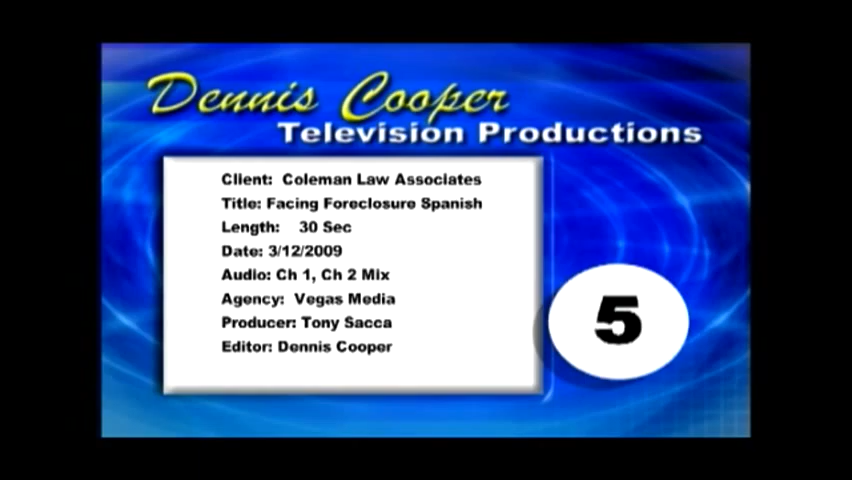 Dennis Cooper
Television Productions
Client: Coleman Law Associates
Title: Facing Foreclosure Spanish
Length: 30 Sec
Date: 3/12/2009
Audio: Ch 1, Ch 2 Mix
Agency: Vegas Media
Producer: Tony Sacca
Editor: Dennis Cooper
5